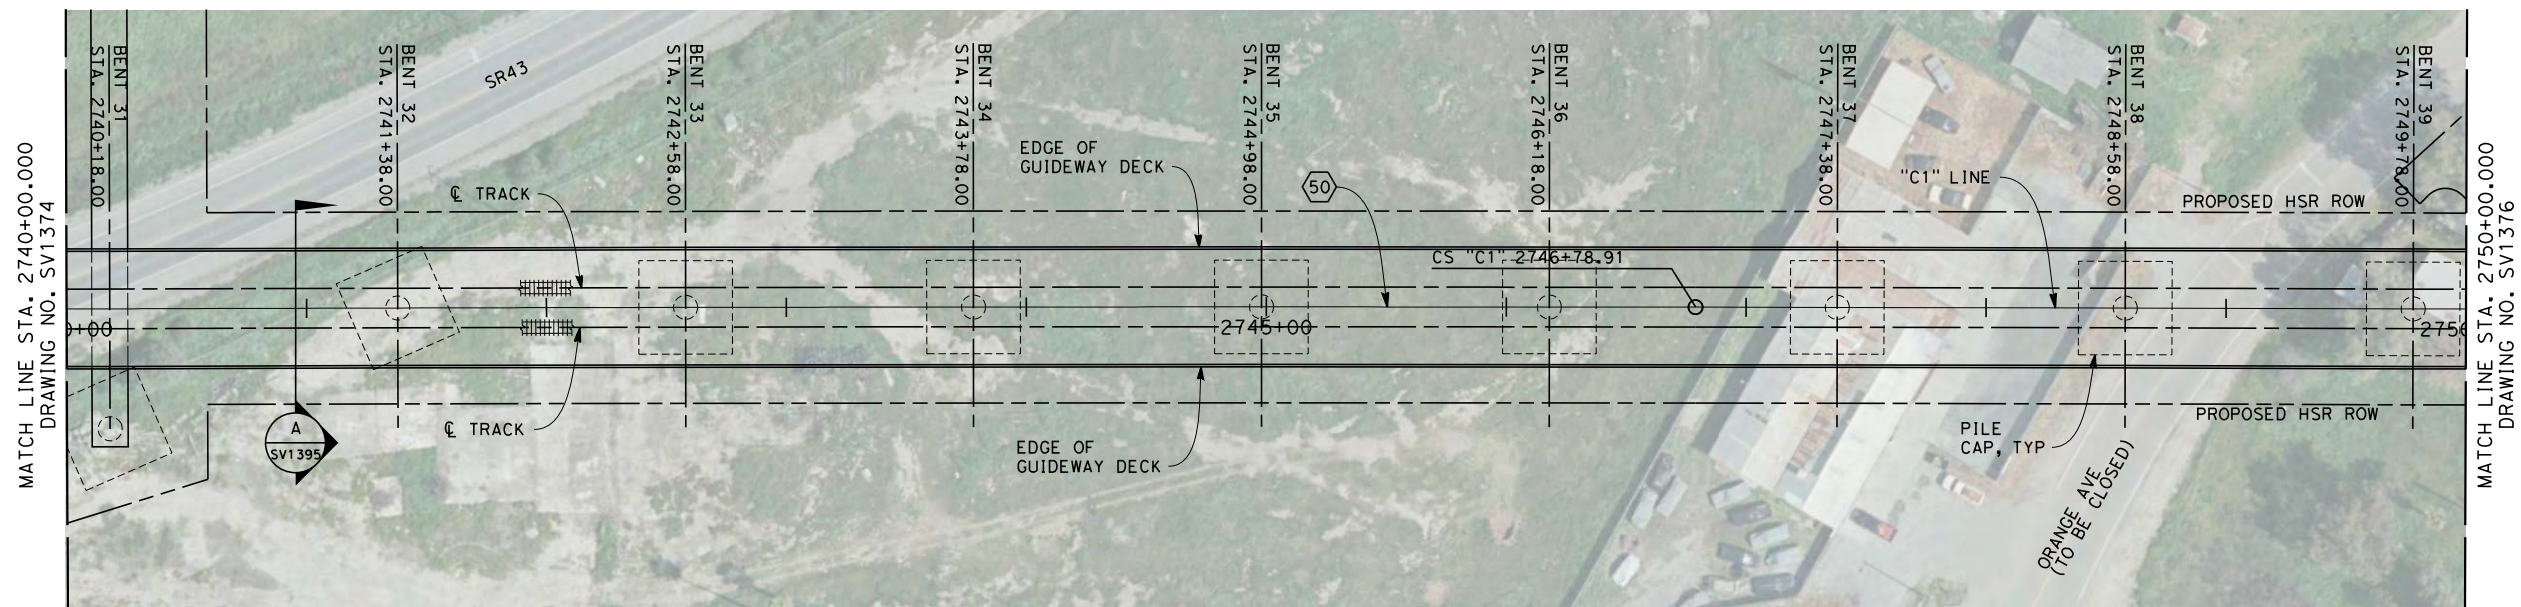 MATCH LINE STA. 2740+00.000
DRAWING NO. SV1374
BENT 31
STA. 2740+18.00
BENT 32
STA. 2741+38.00
BENT 33
STA. 2742+58.00
BENT 34
STA. 2743+78.00
BENT 35
STA. 2744+98.00
BENT 36
STA. 2746+18.00
BENT 37
STA. 2747+38.00
BENT 38
STA. 2748+58.00
BENT 39
STA. 2749+78.00
SR43
℄ TRACK
EDGE OF
GUIDEWAY DECK
50
"C1" LINE
PROPOSED HSR ROW
CS "C1" 2746+78.91
0+00
2745+00
275
℄ TRACK
A
SV1395
EDGE OF
GUIDEWAY DECK
PILE
CAP, TYP
PROPOSED HSR ROW
ORANGE AVE
(TO BE CLOSED)
MATCH LINE STA. 2750+00.000
DRAWING NO. SV1376